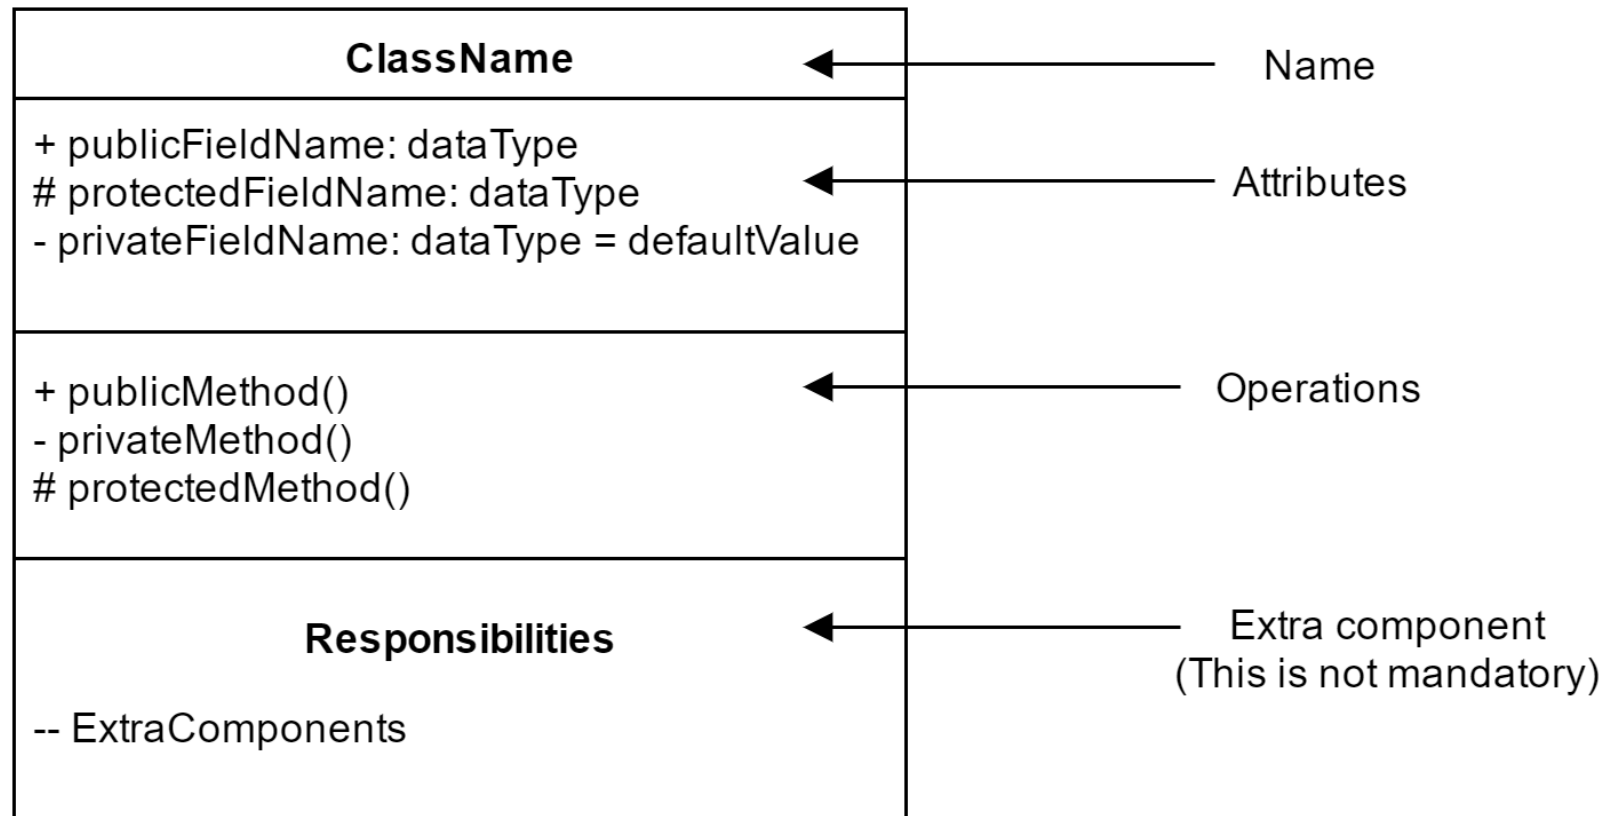 ClassName
Name
+ publicFieldName: dataType
# protectedFieldName: dataType
- privateFieldName: dataType = defaultValue
Attributes
+ publicMethod()
- privateMethod()
# protectedMethod()
Operations
Responsibilities
-- ExtraComponents
Extra component
(This is not mandatory)